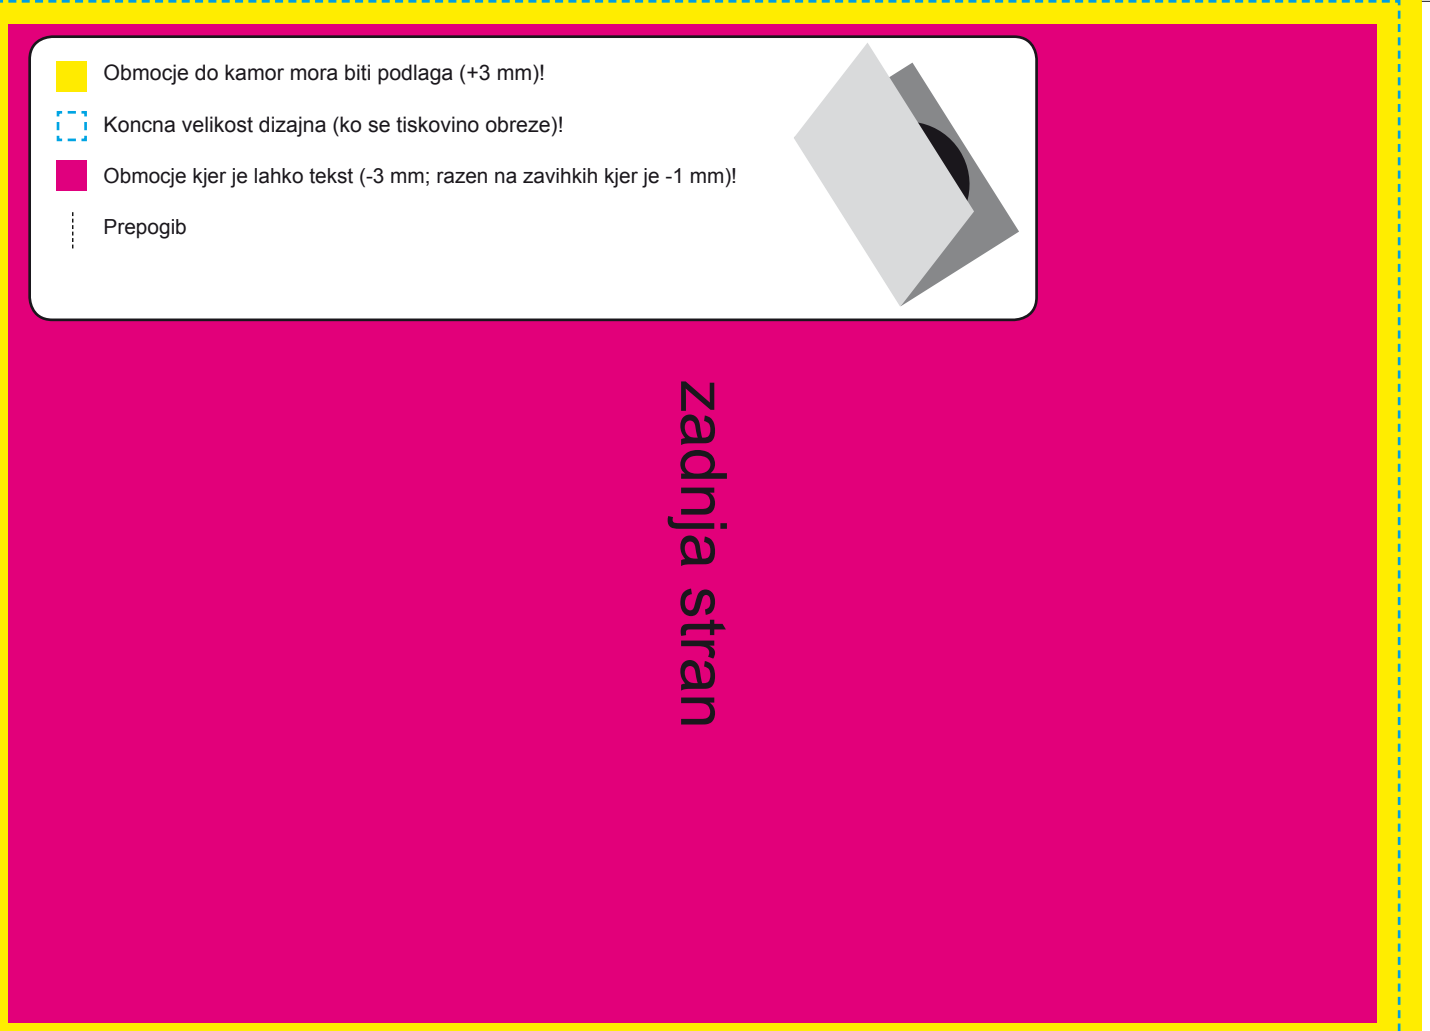 Obmocje do kamor mora biti podlaga (+3 mm)!
Koncna velikost dizajna (ko se tiskovino obreze)!
Obmocje kjer je lahko tekst (-3 mm; razen na zavihkih kjer je -1 mm)!
Prepogib
zadnja stran